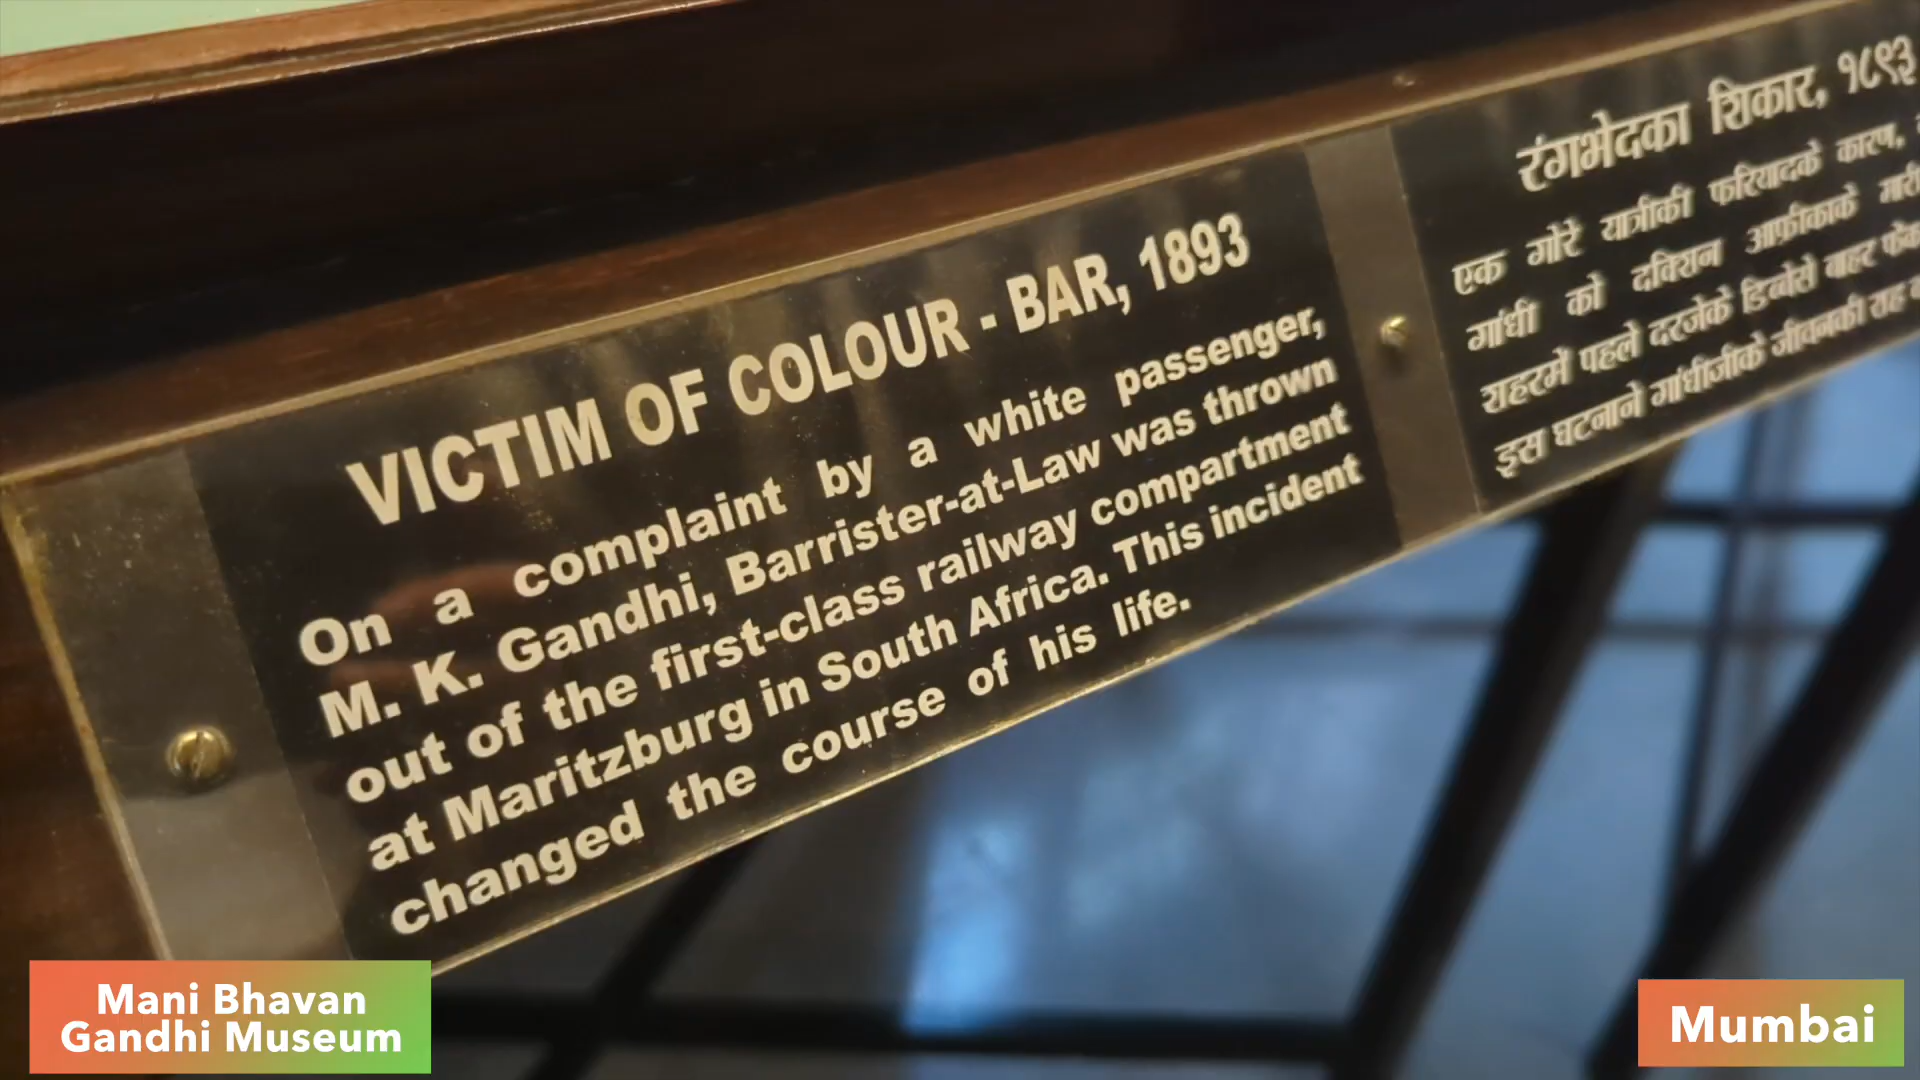 VICTIM OF COLOUR - BAR, 1893
On a complaint by a white passenger,
M. K. Gandhi, Barrister-at-Law was thrown
out of the first-class railway compartment
at Maritzburg in South Africa. This incident
changed the course of his life.
रंगभेदका शिकार, १८९३
एक गोरे यात्रीकी फरियादके कारण,
गांधी को दक्षिन आफ्रीकाके
शहरमें पहले दरजेके डिब्बेसे बाहर
इस घटनाने गांधीजीके जीवनकी राह
Mani Bhavan
Gandhi Museum
Mumbai